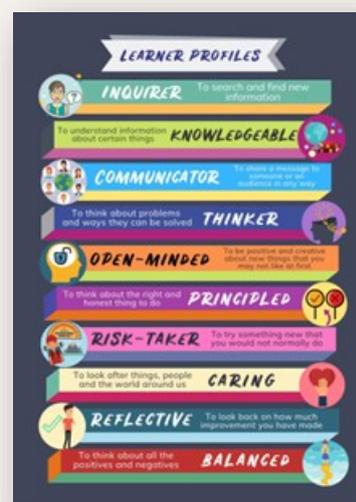 LEARNER PROFILES
INQUIRER
To search and find new
information
To understand information
about certain things
KNOWLEDGEABLE
COMMUNICATOR
To share a message to
someone or an
audience in any way
To think about problems
and ways they can be solved
THINKER
OPEN-MINDED
To be positive and creative
about new things that you
may not like at first
To think about the right and
honest thing to do
PRINCIPLED
RISK-TAKER
To try something new that
you would not normally do
To look after things, people
and the world around us
CARING
REFLECTIVE
To look back on how much
improvement you have made
To think about all the
positives and negatives
BALANCED